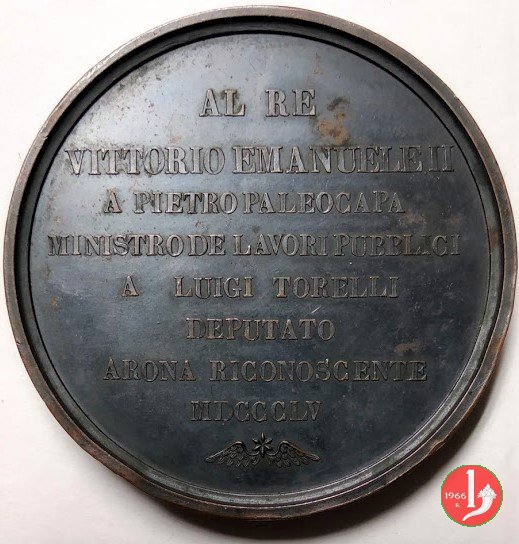 AL RE
VITTORIO EMANUELE II
A PIETRO PALEOCAPA
MINISTRO DE LAVORI PUBBLICI
A LUIGI TORELLI
DEPUTATO
ARONA RICONOSCENTE
MDCCCLV
1966
R.